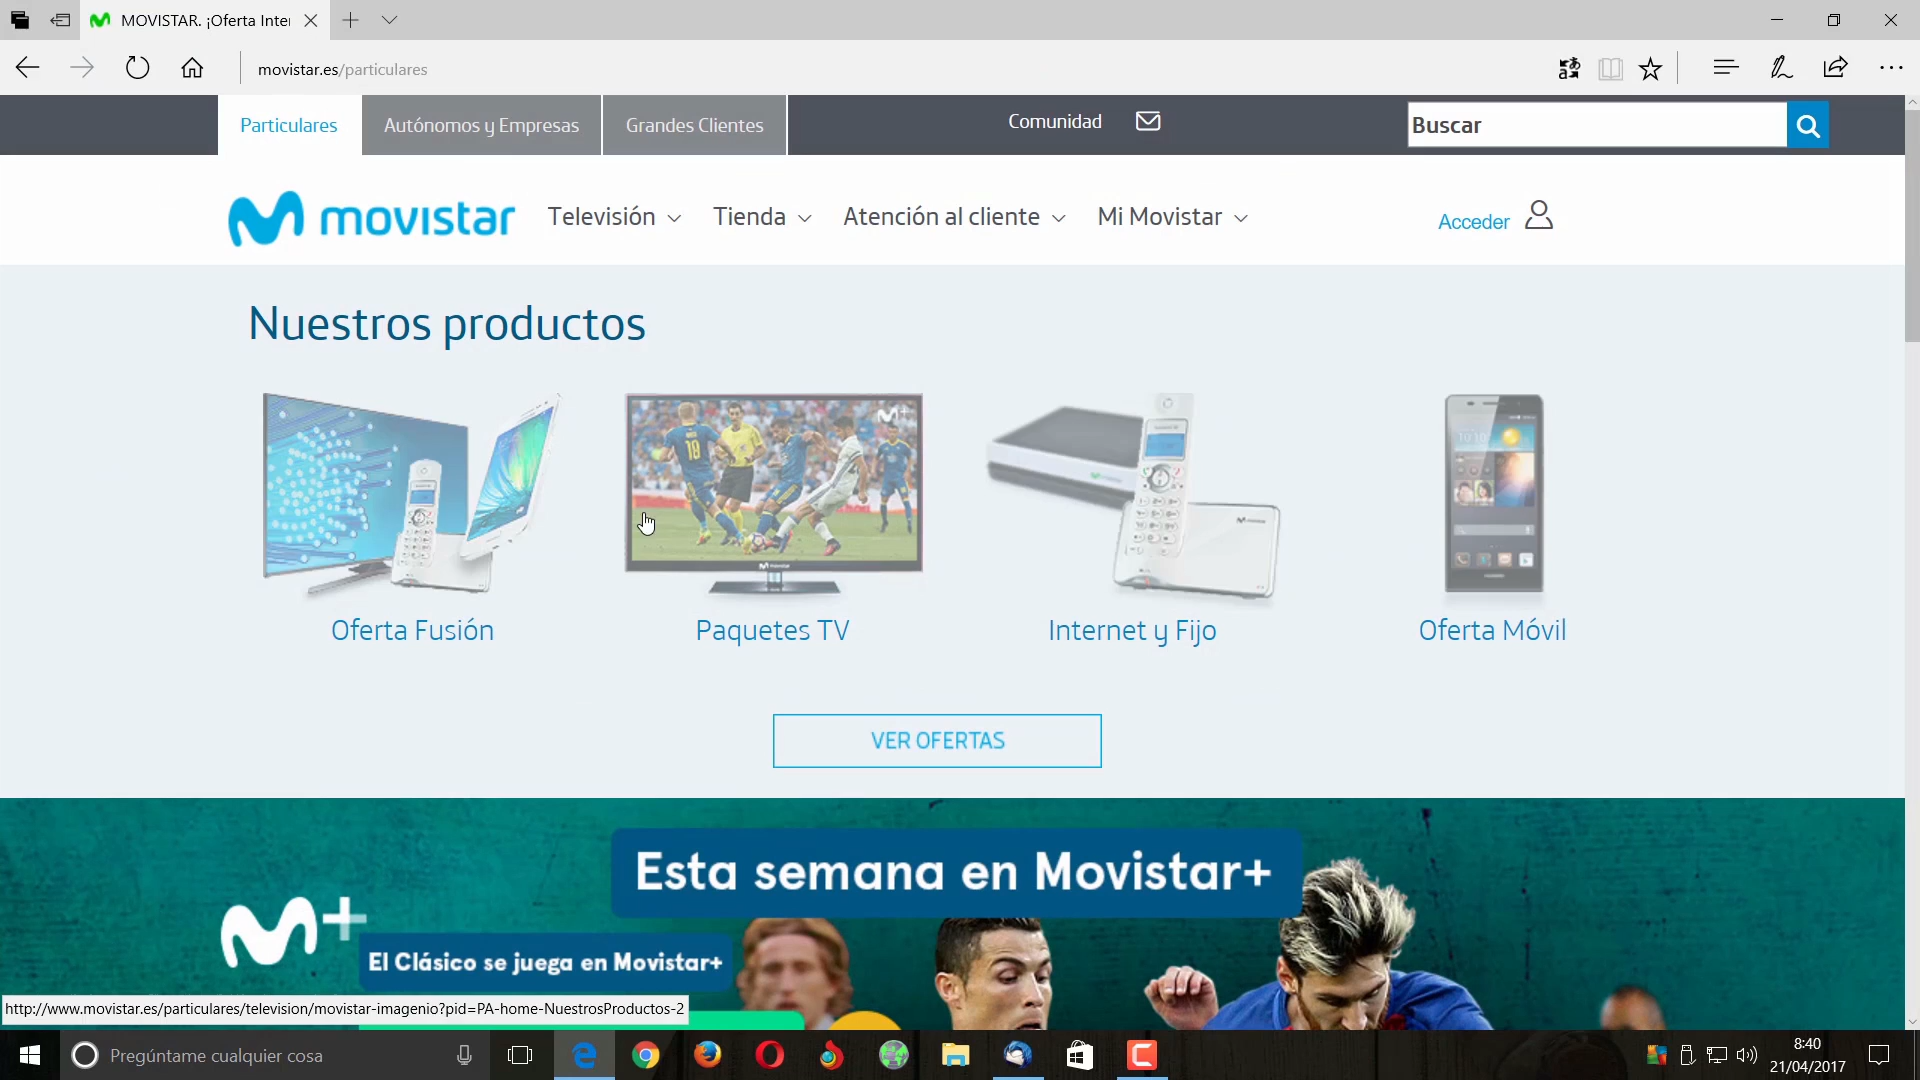 MOVISTAR. ¡Oferta Inter
movistar.es/particulares
Particulares
Autónomos y Empresas
Grandes Clientes
Comunidad
Buscar
movistar
Televisión
Tienda
Atención al cliente
Mi Movistar
Acceder
Nuestros productos
Oferta Fusión
Paquetes TV
Internet y Fijo
Oferta Móvil
VER OFERTAS
Esta semana en Movistar+
El Clásico se juega en Movistar+
http://www.movistar.es/particulares/television/movistar-imagenio?pid=PA-home-NuestrosProductos-2
Pregúntame cualquier cosa
8:40
21/04/2017